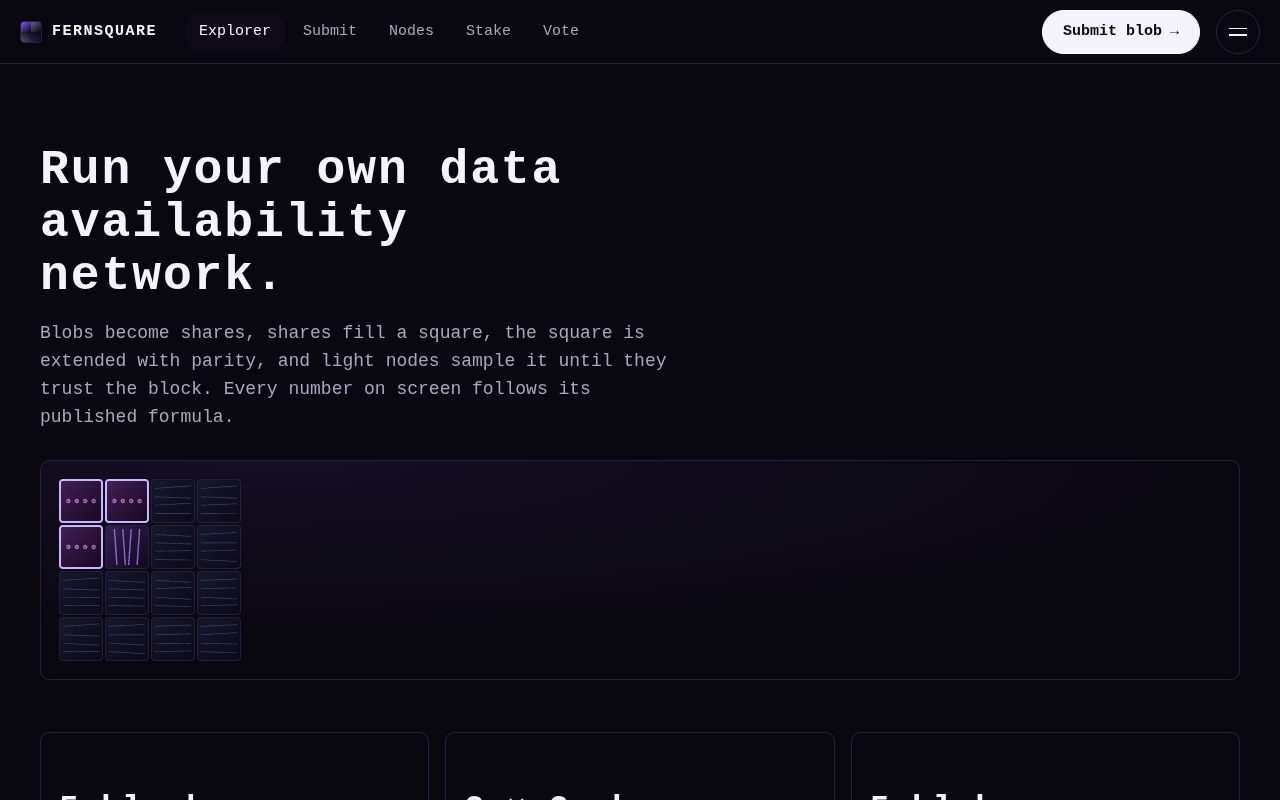 FERNSQUARE
Explorer
Submit
Nodes
Stake
Vote
Submit blob →
Run your own data
availability
network.
Blobs become shares, shares fill a square, the square is
extended with parity, and light nodes sample it until they
trust the block. Every number on screen follows its
published formula.